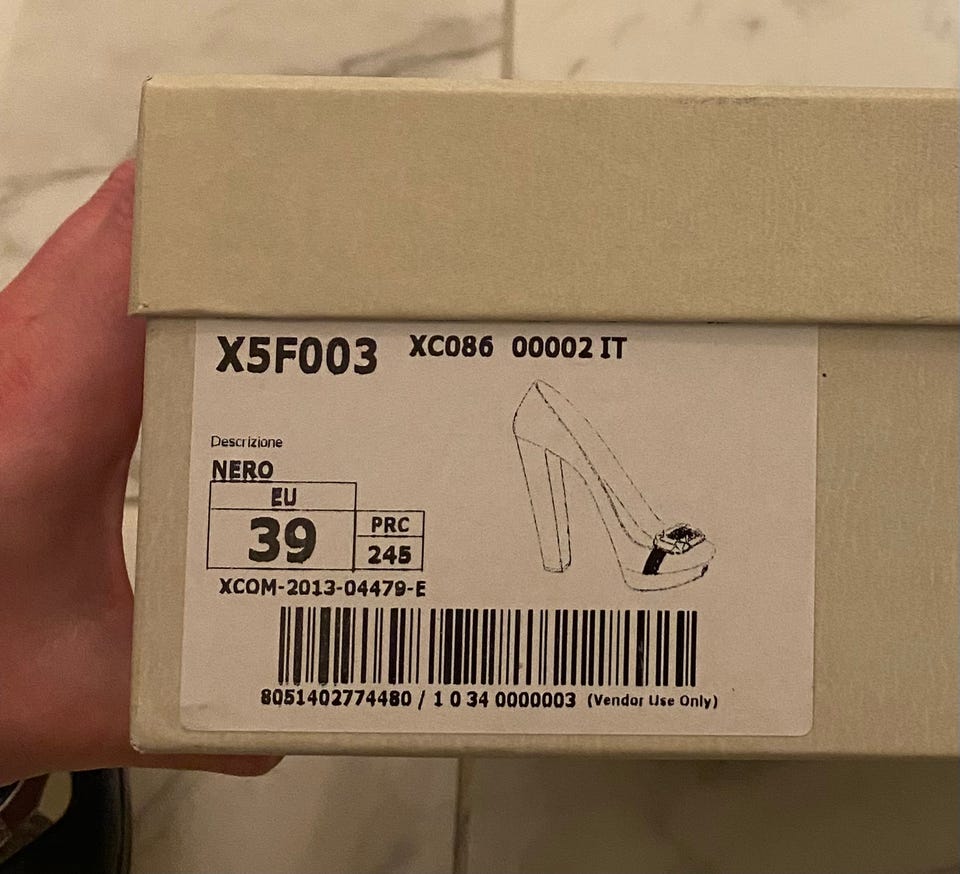 X5F003 XC086 00002 IT
Descrizione
NERO
EU
39 PRC
245
XCOM-2013-04479-E
8051402774480 / 1 0 34 0000003 (Vendor Use Only)